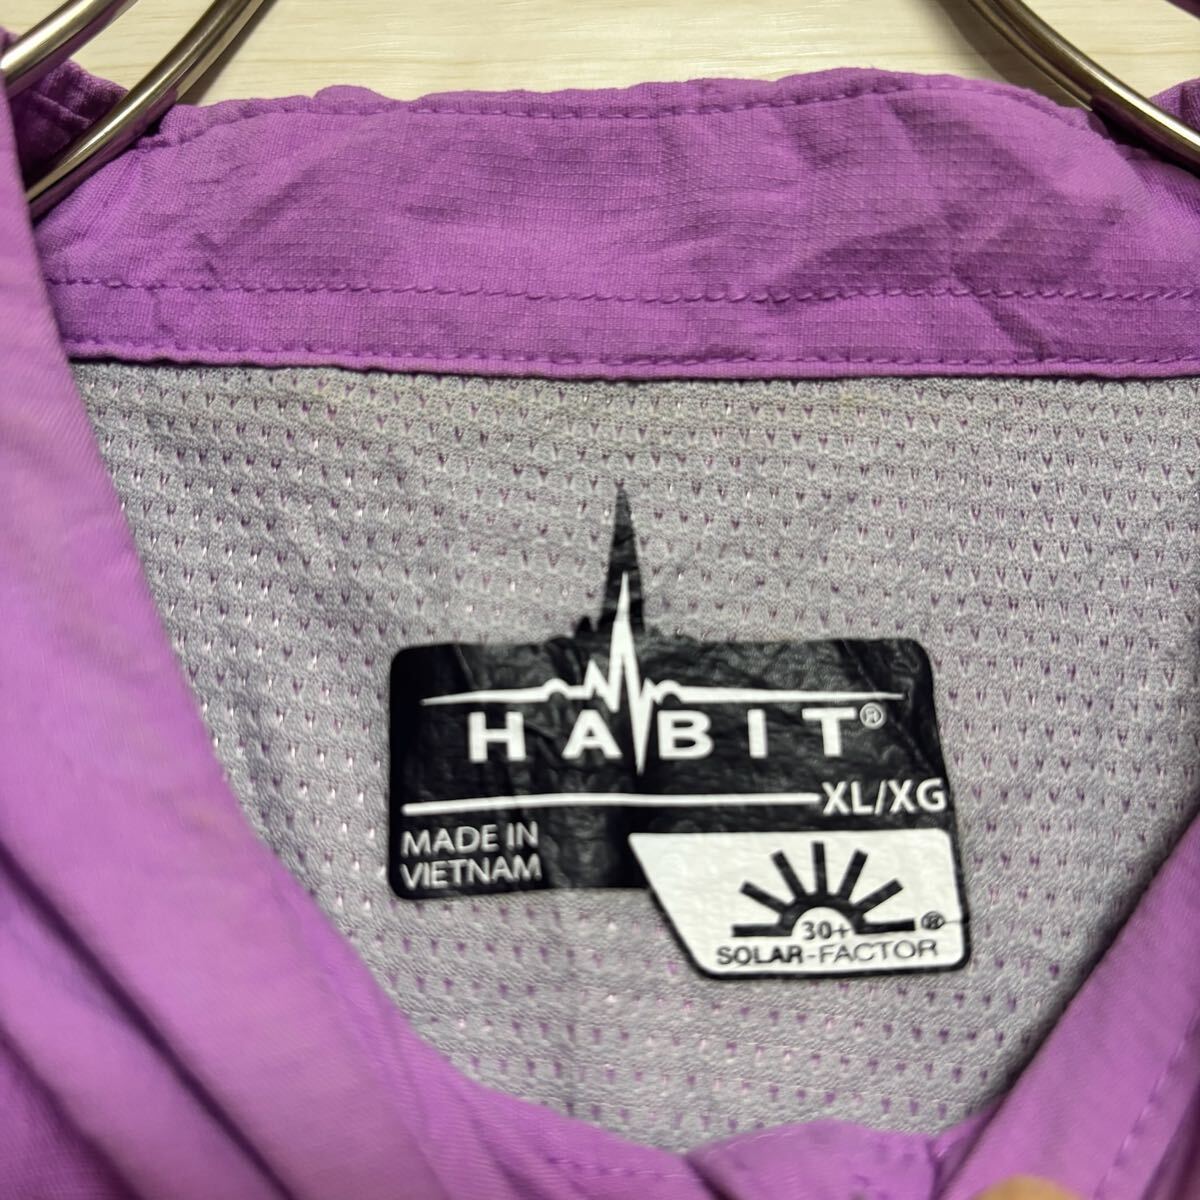 HABIT®
XL/XG
MADE IN
VIETNAM
30+ ®
SOLAR-FACTOR